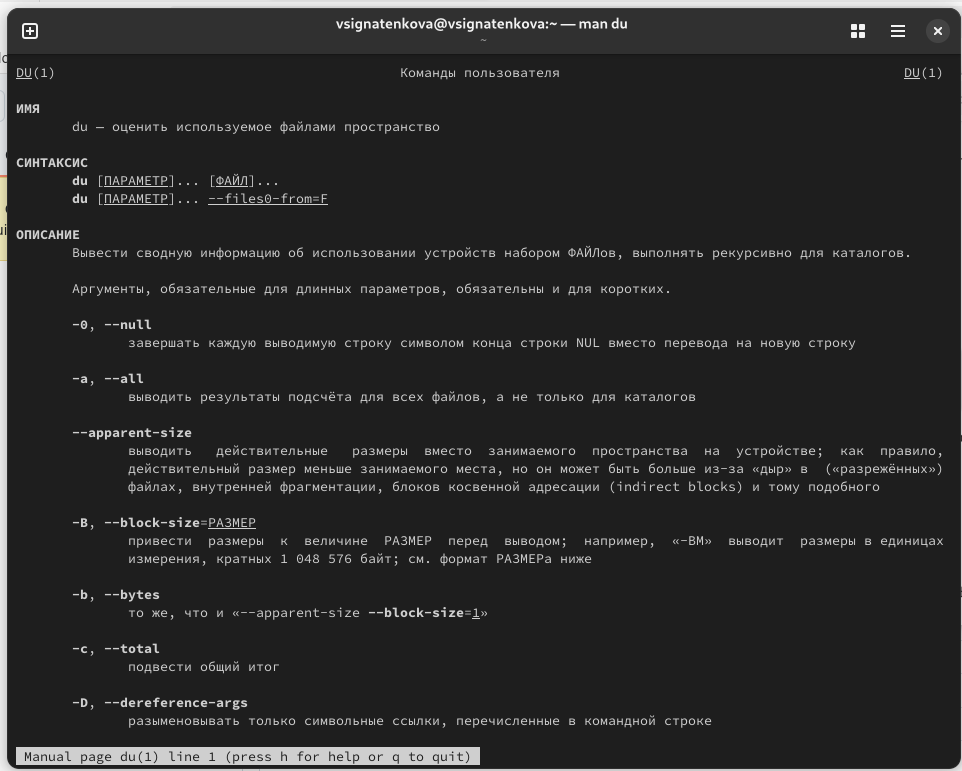 vsignatenkova@vsignatenkova:~ — man du
~
DU(1) Команды пользователя DU(1)
ИМЯ
du — оценить используемое файлами пространство
СИНТАКСИС
du [ПАРАМЕТР]... [ФАЙЛ]...
du [ПАРАМЕТР]... --files0-from=F
ОПИСАНИЕ
Вывести сводную информацию об использовании устройств набором ФАЙЛов, выполнять рекурсивно для каталогов.
Аргументы, обязательные для длинных параметров, обязательны и для коротких.
-0, --null
завершать каждую выводимую строку символом конца строки NUL вместо перевода на новую строку
-a, --all
выводить результаты подсчёта для всех файлов, а не только для каталогов
--apparent-size
выводить действительные размеры вместо занимаемого пространства на устройстве; как правило,
действительный размер меньше занимаемого места, но он может быть больше из-за «дыр» в («разрежённых»)
файлах, внутренней фрагментации, блоков косвенной адресации (indirect blocks) и тому подобного
-B, --block-size=РАЗМЕР
привести размеры к величине РАЗМЕР перед выводом; например, «-BM» выводит размеры в единицах
измерения, кратных 1 048 576 байт; см. формат РАЗМЕРа ниже
-b, --bytes
то же, что и «--apparent-size --block-size=1»
-c, --total
подвести общий итог
-D, --dereference-args
разыменовывать только символьные ссылки, перечисленные в командной строке
Manual page du(1) line 1 (press h for help or q to quit)